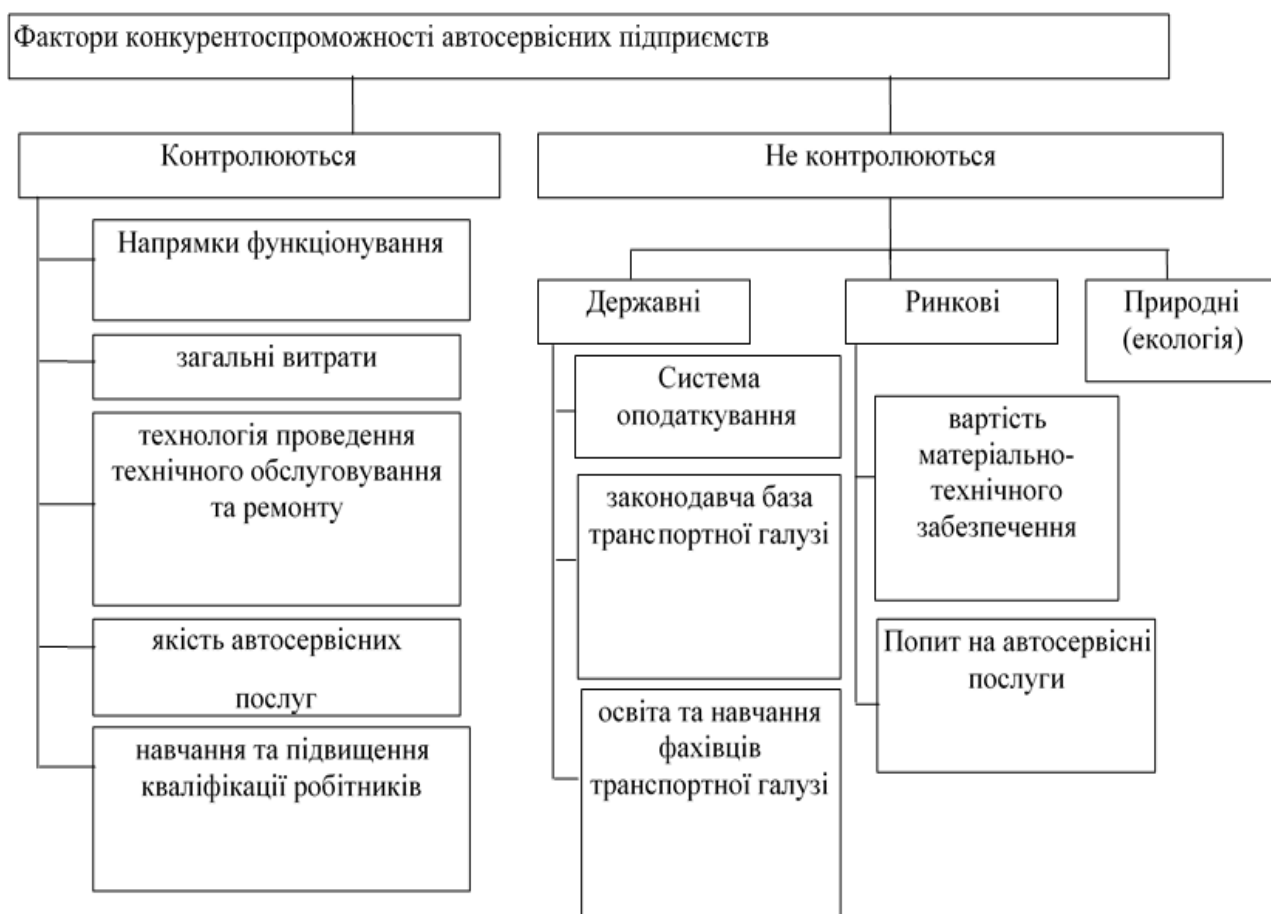 Фактори конкурентоспроможності автосервісних підприємств
Контролюються
Напрямки функціонування
загальні витрати
технологія проведення
технічного обслуговування
та ремонту
якість автосервісних
послуг
навчання та підвищення
кваліфікації робітників
Не контролюються
Державні
Система
оподаткування
законодавча база
транспортної галузі
освіта та навчання
фахівців
транспортної галузі
Ринкові
вартість
матеріально-
технічного
забезпечення
Попит на автосервісні
послуги
Природні
(екологія)